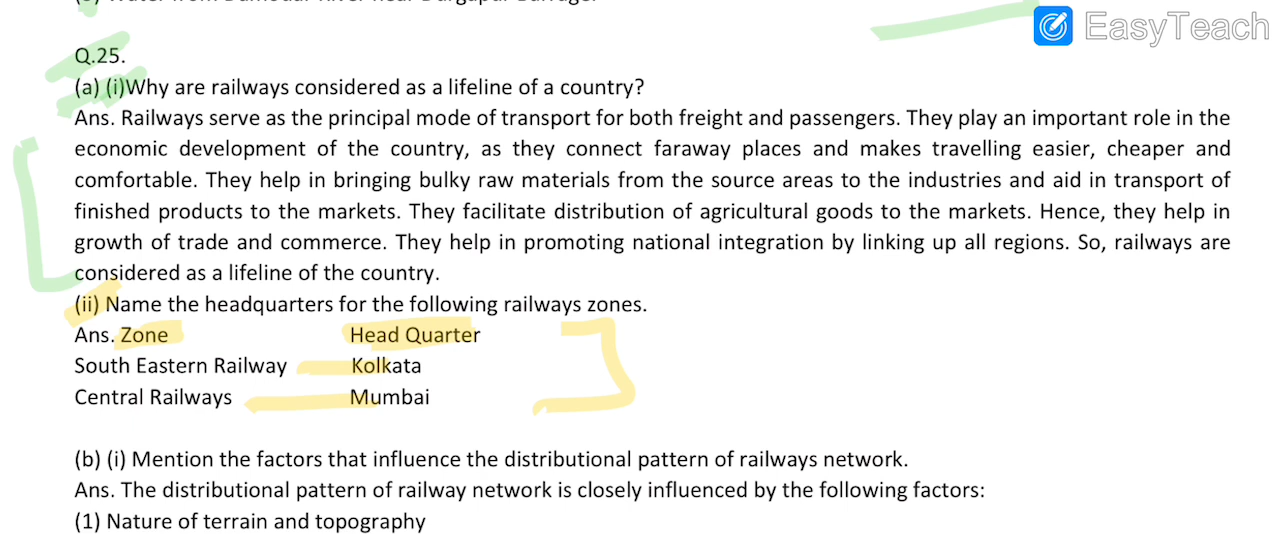 EasyTeach
Q.25.
(a) (i)Why are railways considered as a lifeline of a country?
Ans. Railways serve as the principal mode of transport for both freight and passengers. They play an important role in the
economic development of the country, as they connect faraway places and makes travelling easier, cheaper and
comfortable. They help in bringing bulky raw materials from the source areas to the industries and aid in transport of
finished products to the markets. They facilitate distribution of agricultural goods to the markets. Hence, they help in
growth of trade and commerce. They help in promoting national integration by linking up all regions. So, railways are
considered as a lifeline of the country.
(ii) Name the headquarters for the following railways zones.
Ans. Zone Head Quarter
South Eastern Railway Kolkata
Central Railways Mumbai
(b) (i) Mention the factors that influence the distributional pattern of railways network.
Ans. The distributional pattern of railway network is closely influenced by the following factors:
(1) Nature of terrain and topography